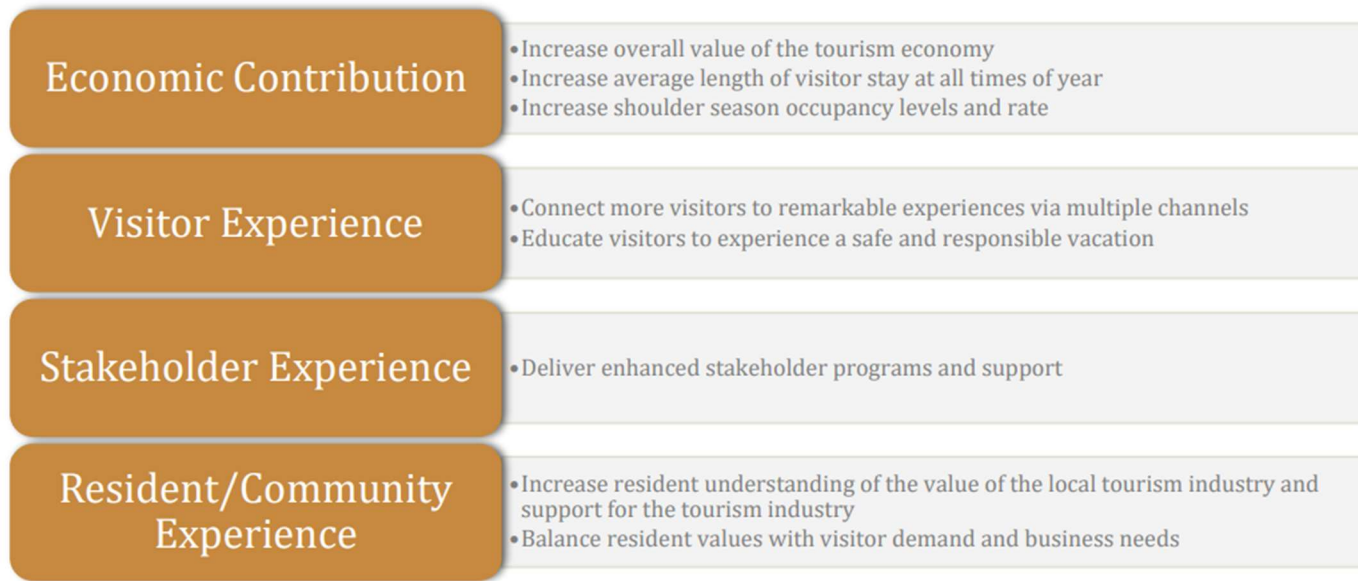 Economic Contribution
•Increase overall value of the tourism economy
•Increase average length of visitor stay at all times of year
•Increase shoulder season occupancy levels and rate
Visitor Experience
•Connect more visitors to remarkable experiences via multiple channels
•Educate visitors to experience a safe and responsible vacation
Stakeholder Experience
•Deliver enhanced stakeholder programs and support
Resident/Community
Experience
•Increase resident understanding of the value of the local tourism industry and
support for the tourism industry
•Balance resident values with visitor demand and business needs